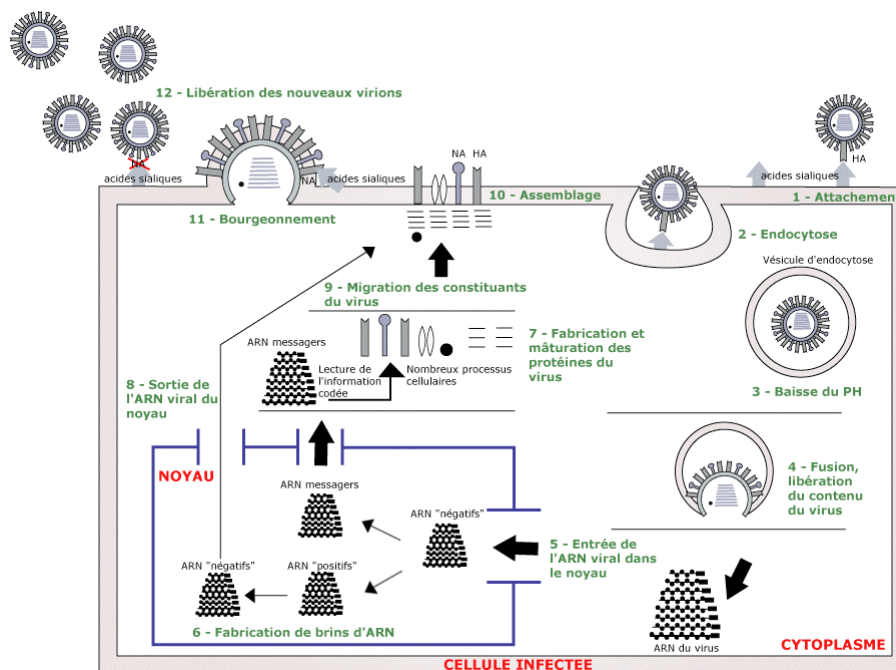 12 - Libération des nouveaux virions
NA
acides sialiques
NA
acides sialiques
NA
HA
HA
10 - Assemblage
1 - Attachement
11 - Bourgeonnement
2 - Endocytose
Vésicule d'endocytose
9 - Migration des constituants
du virus
ARN messagers
7 - Fabrication et
mâturation des
protéines du
virus
Lecture de
l'information
codée
Nombreux processus
cellulaires
8 - Sortie de
l'ARN viral du
noyau
3 - Baisse du PH
NOYAU
4 - Fusion,
libération
du contenu
du virus
ARN messagers
ARN "négatifs"
5 - Entrée de
l'ARN viral dans
le noyau
ARN "négatifs"
ARN "positifs"
6 - Fabrication de brins d'ARN
ARN du virus
CYTOPLASME
CELLULE INFECTEE